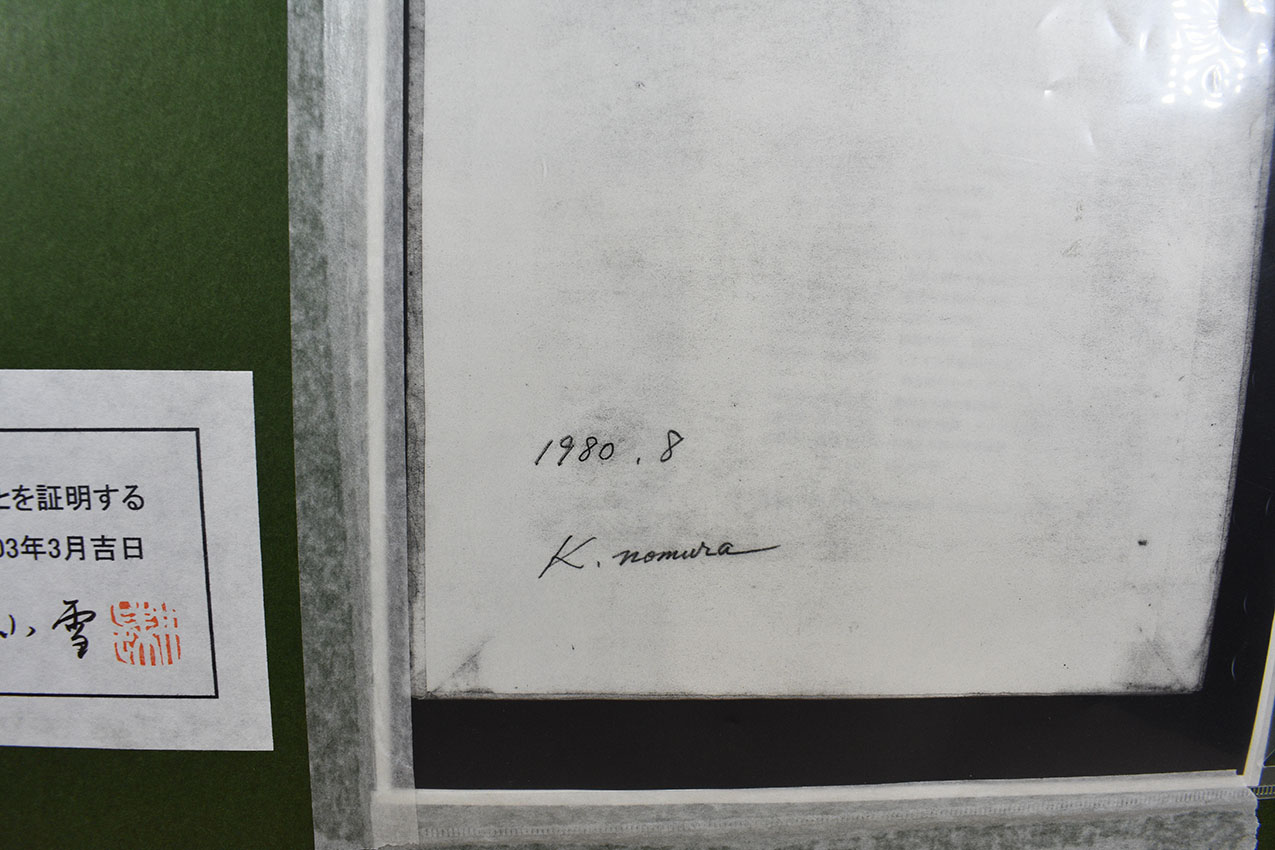 とを証明する
03年3月吉日
雪
1980.8
K. nomura